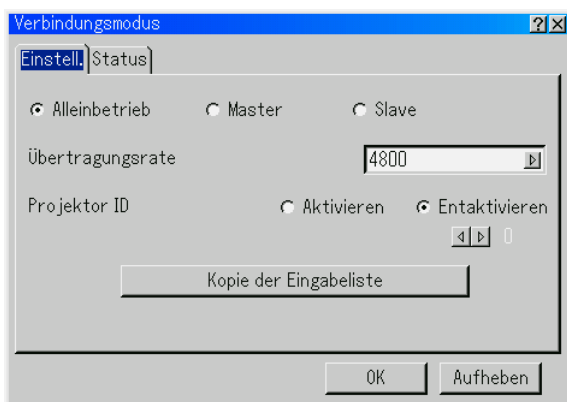 Verbindungsmodus
Einstell. Status
Alleinbetrieb Master Slave
Übertragungsrate 4800
Projektor ID Aktivieren Entaktivieren
0
Kopie der Eingabeliste
OK Aufheben